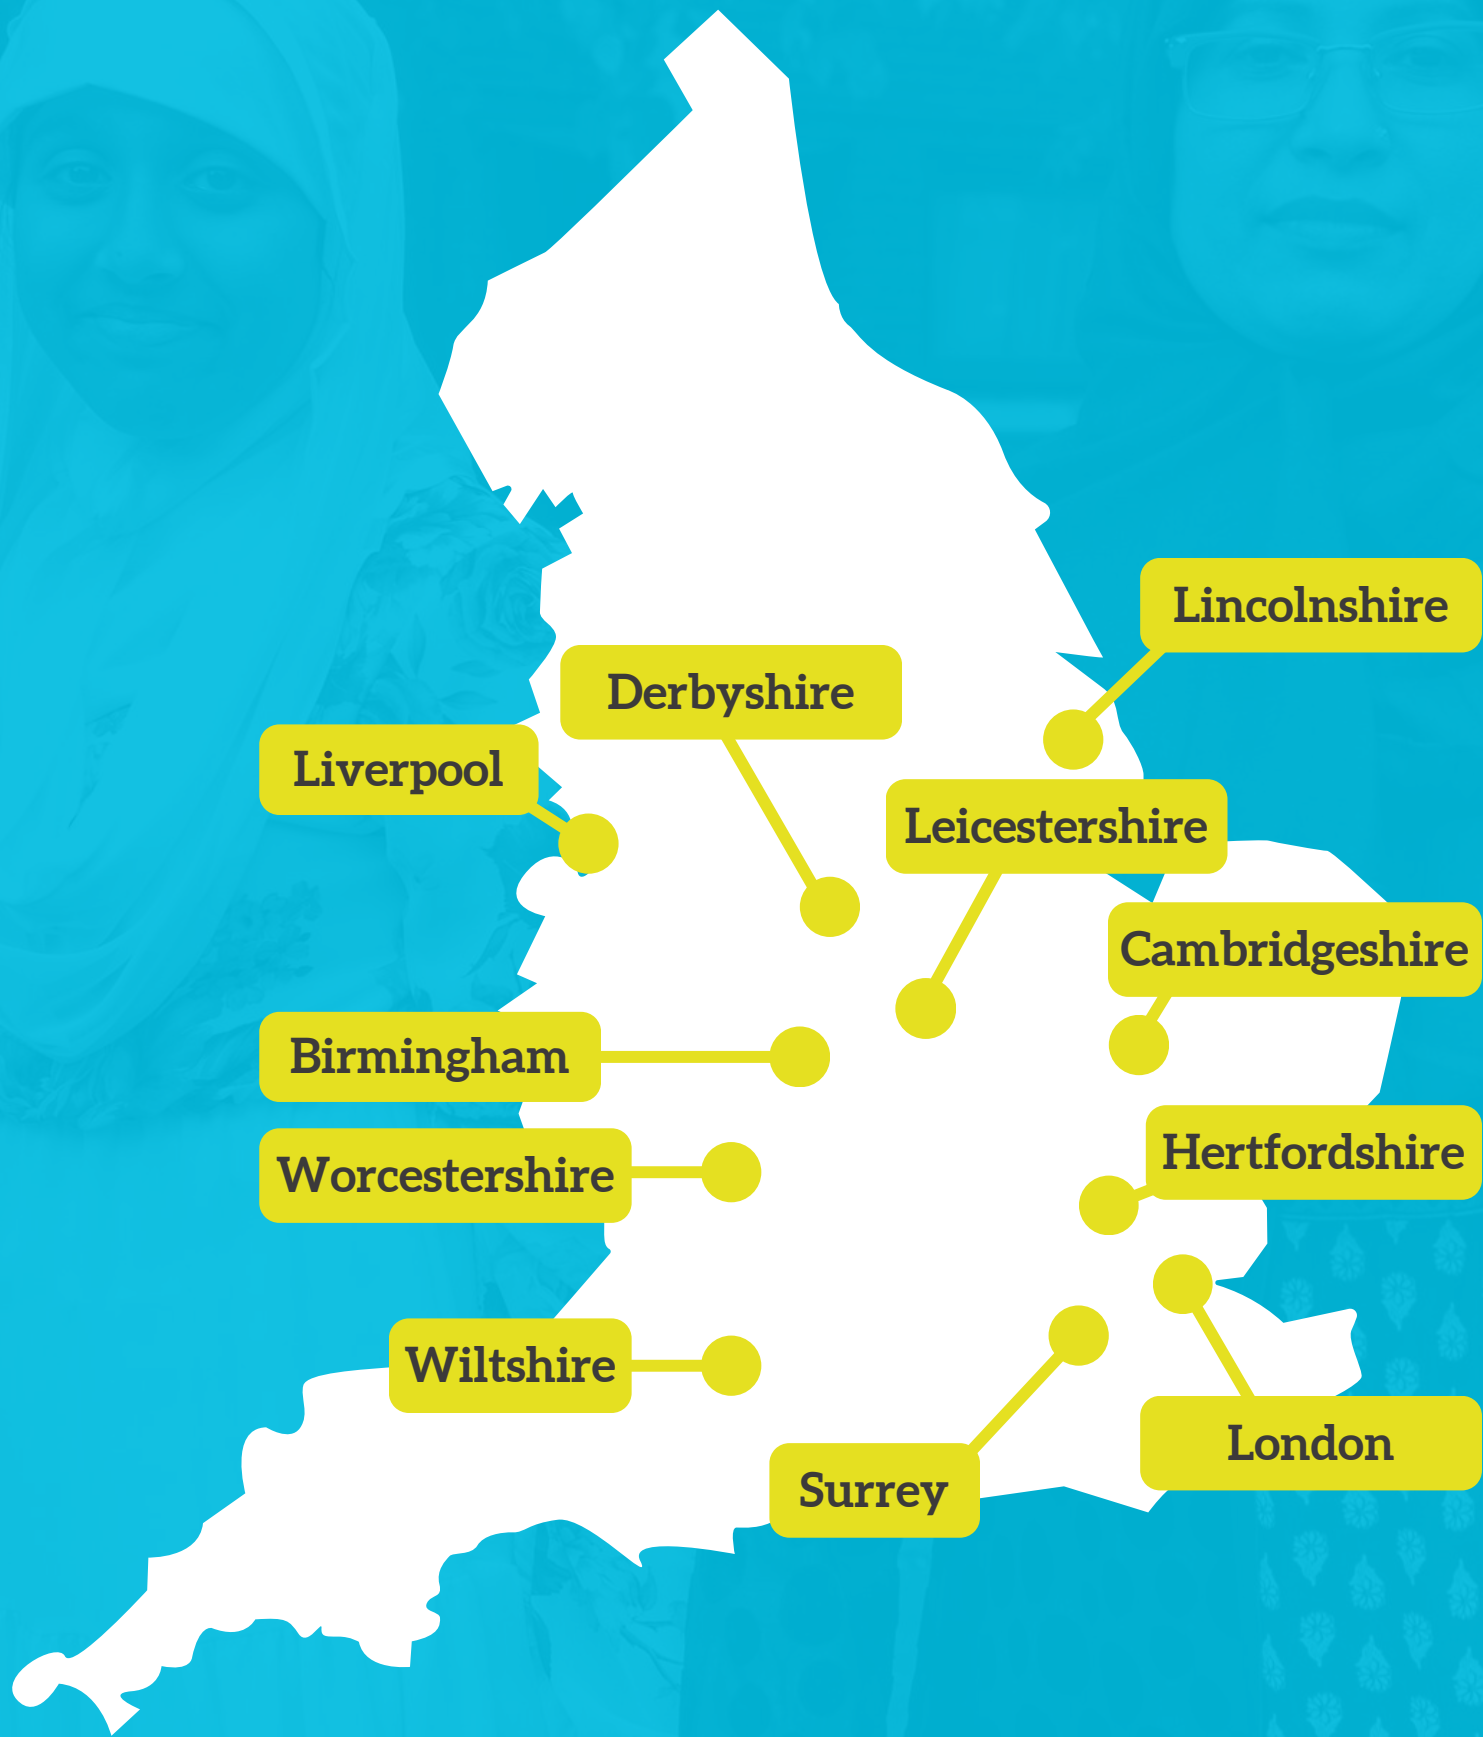 Lincolnshire
Derbyshire
Liverpool
Leicestershire
Cambridgeshire
Birmingham
Hertfordshire
Worcestershire
Wiltshire
London
Surrey